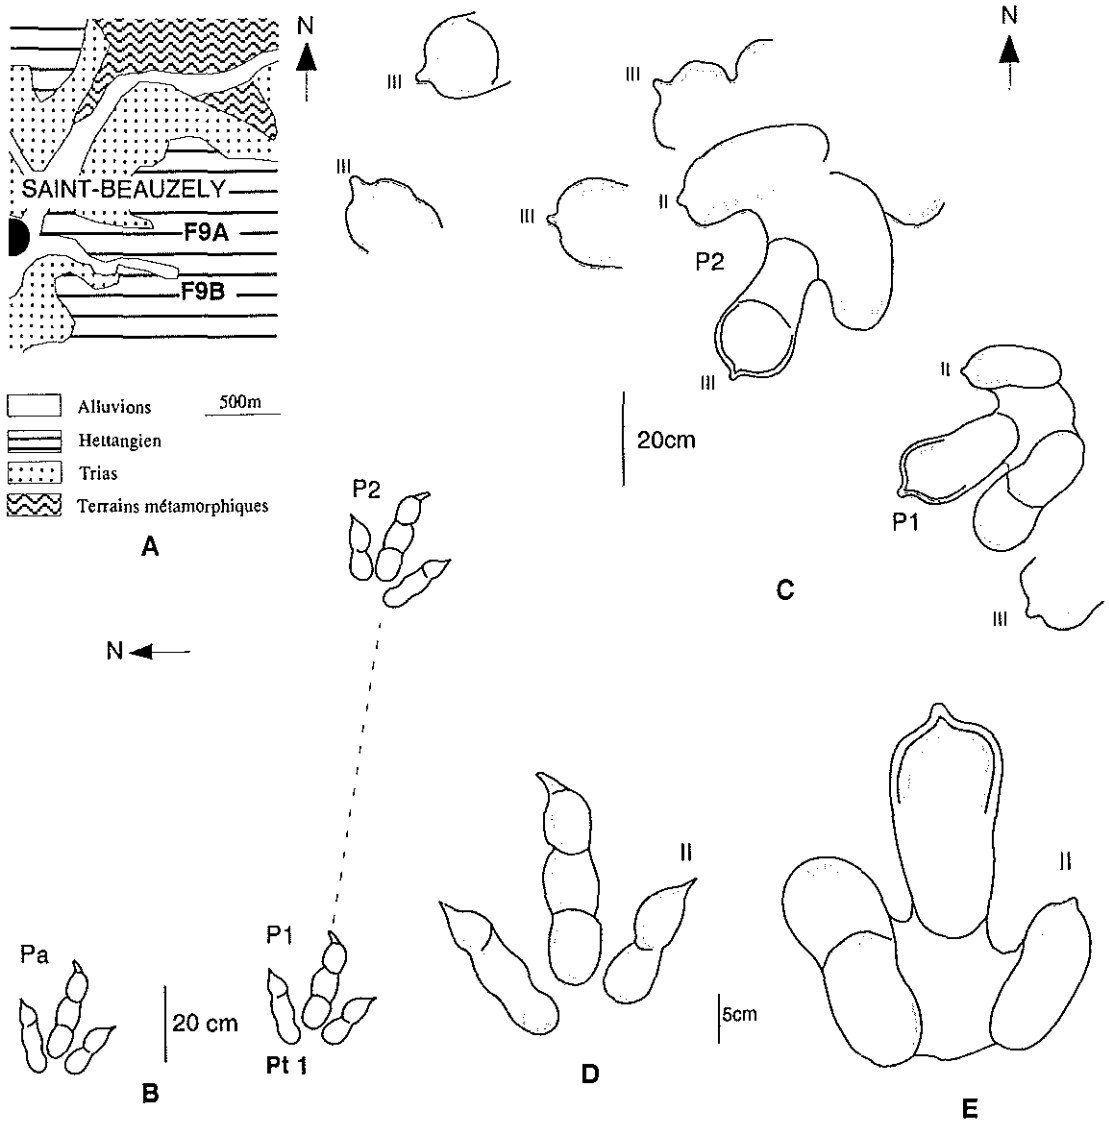 SAINT-BEAUZELY
F9A
F9B
Alluvions
500m
Hettangien
Trias
Terrains métamorphiques
A
N
P2
N
P1
Pa
20 cm
Pt 1
B
N
III
III
III
III
II
P2
III
20cm
II
P1
III
C
II
5cm
D
II
E